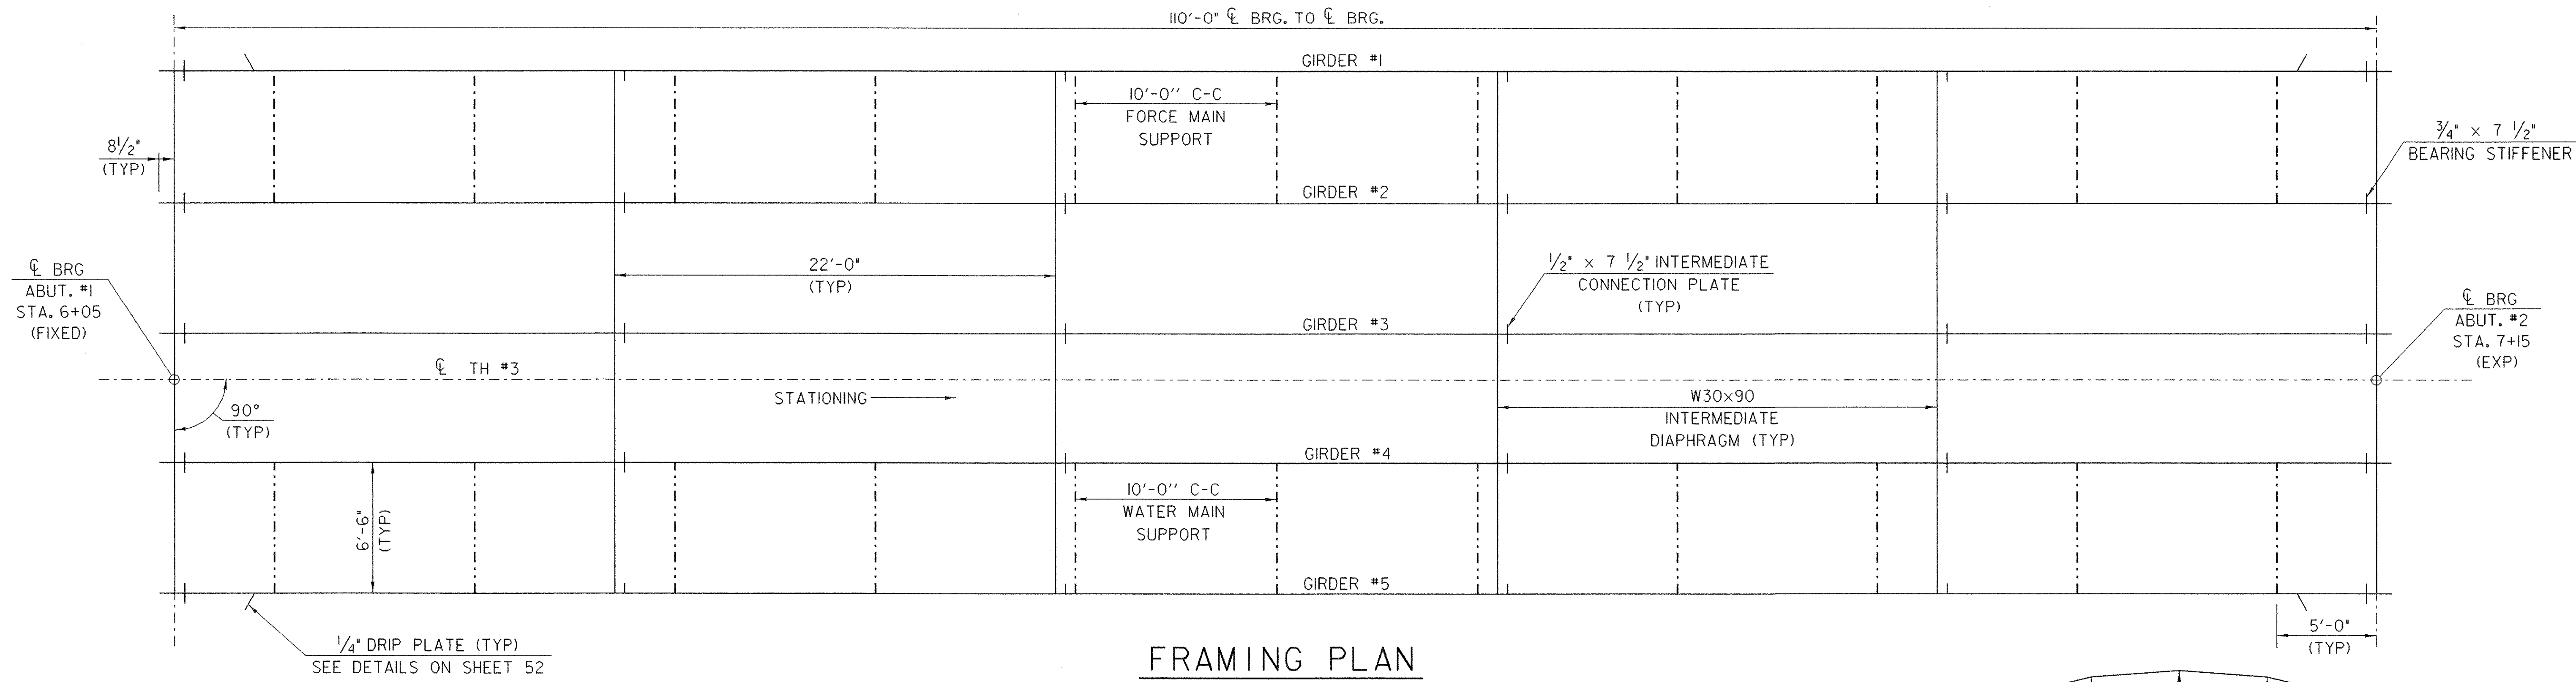 110'-0" ℄ BRG. TO ℄ BRG.
GIRDER #1
10'-0'' C-C
FORCE MAIN
SUPPORT
8 1/2"
(TYP)
3/4" x 7 1/2"
BEARING STIFFENER
GIRDER #2
℄ BRG
ABUT. #1
STA. 6+05
(FIXED)
22'-0"
(TYP)
1/2" x 7 1/2" INTERMEDIATE
CONNECTION PLATE
(TYP)
GIRDER #3
℄ BRG
ABUT. #2
STA. 7+15
(EXP)
℄ TH #3
STATIONING
90°
(TYP)
W30x90
INTERMEDIATE
DIAPHRAGM (TYP)
GIRDER #4
10'-0'' C-C
WATER MAIN
SUPPORT
6'-6"
(TYP)
GIRDER #5
1/4" DRIP PLATE (TYP)
SEE DETAILS ON SHEET 52
5'-0"
(TYP)
FRAMING PLAN